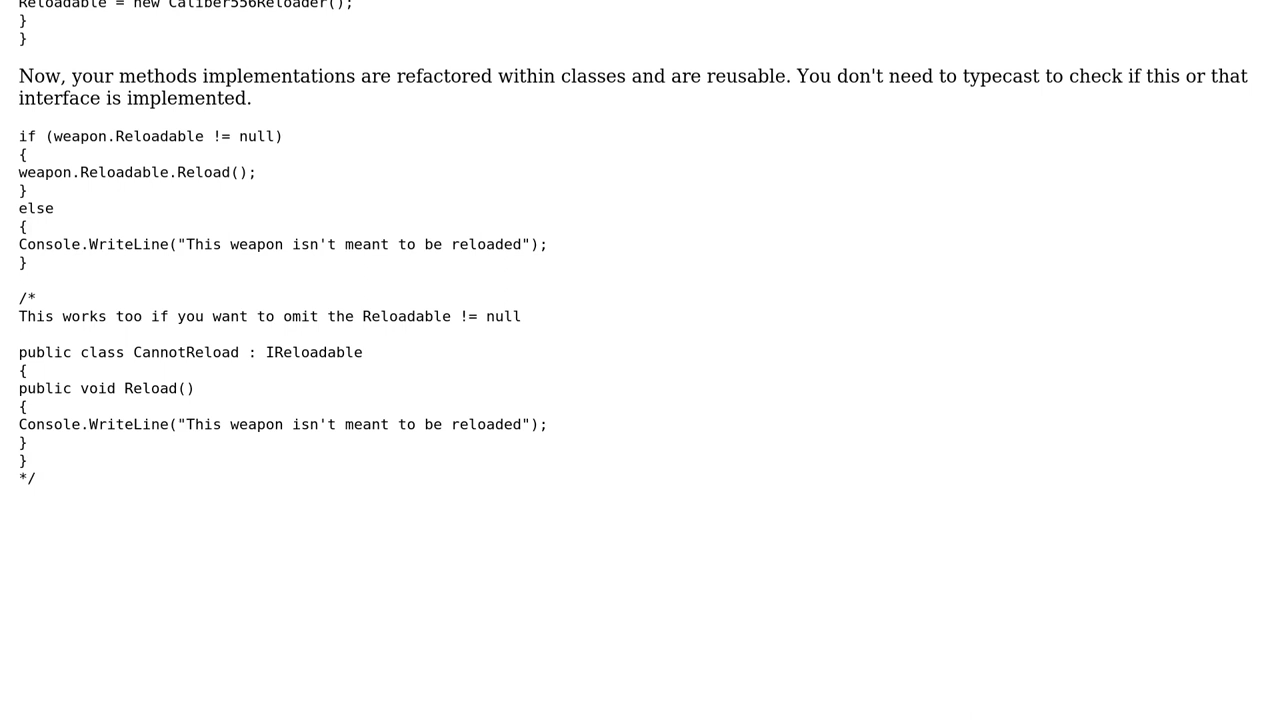 Reloadable = new Caliber556Reloader();
}
}
Now, your methods implementations are refactored within classes and are reusable. You don't need to typecast to check if this or that
interface is implemented.
if (weapon.Reloadable != null)
{
weapon.Reloadable.Reload();
}
else
{
Console.WriteLine("This weapon isn't meant to be reloaded");
}
/*
This works too if you want to omit the Reloadable != null
public class CannotReload : IReloadable
{
public void Reload()
{
Console.WriteLine("This weapon isn't meant to be reloaded");
}
}
*/